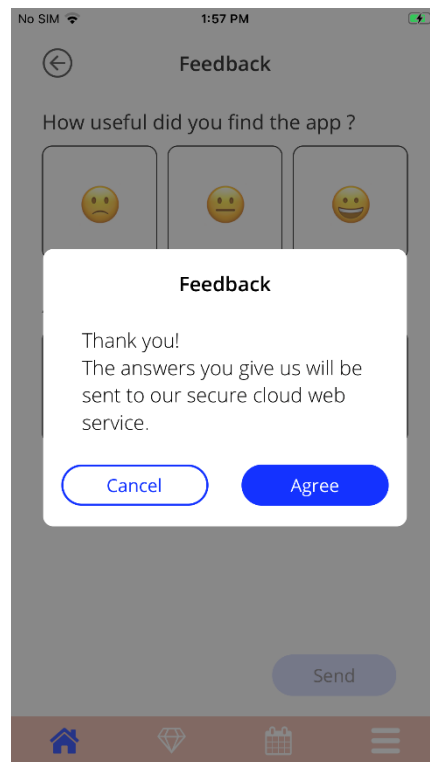 No SIM
1:57 PM
Feedback
How useful did you find the app ?
Feedback
Thank you!
The answers you give us will be
sent to our secure cloud web
service.
Cancel
Agree
Send